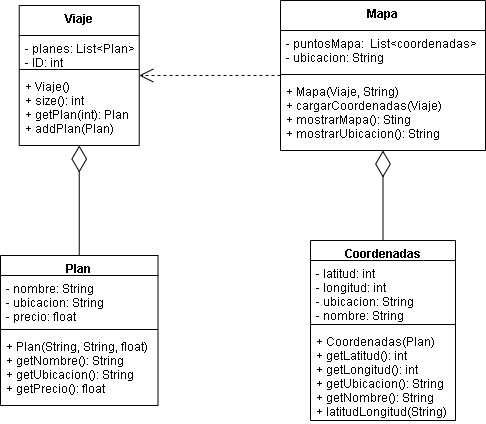 Viaje
- planes: List<Plan>
- ID: int
+ Viaje()
+ size(): int
+ getPlan(int): Plan
+ addPlan(Plan)
Mapa
- puntosMapa: List<coordenadas>
- ubicacion: String
+ Mapa(Viaje, String)
+ cargarCoordenadas(Viaje)
+ mostrarMapa(): Sting
+ mostrarUbicacion(): String
Plan
- nombre: String
- ubicacion: String
- precio: float
+ Plan(String, String, float)
+ getNombre(): String
+ getUbicacion(): String
+ getPrecio(): float
Coordenadas
- latitud: int
- longitud: int
- ubicacion: String
- nombre: String
+ Coordenadas(Plan)
+ getLatitud(): int
+ getLongitud(): int
+ getUbicacion(): String
+ getNombre(): String
+ latitudLongitud(String)